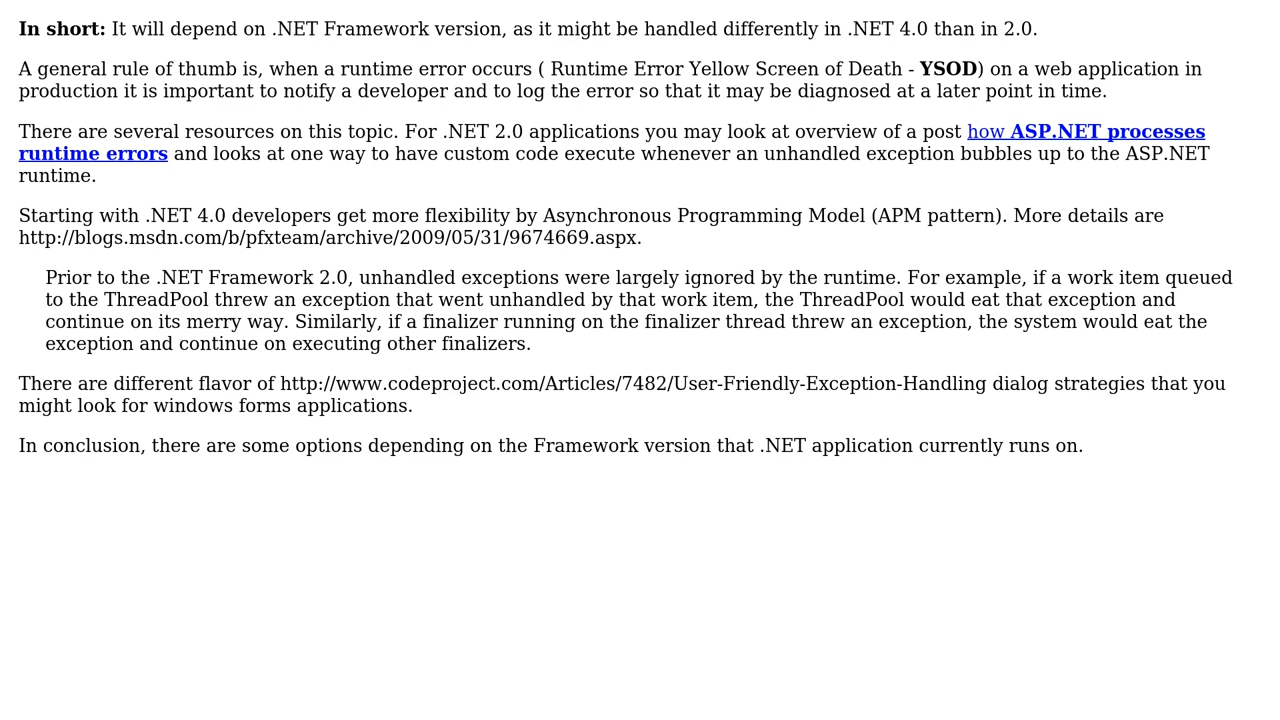 In short: It will depend on .NET Framework version, as it might be handled differently in .NET 4.0 than in 2.0.
A general rule of thumb is, when a runtime error occurs ( Runtime Error Yellow Screen of Death - YSOD) on a web application in
production it is important to notify a developer and to log the error so that it may be diagnosed at a later point in time.
There are several resources on this topic. For .NET 2.0 applications you may look at overview of a post how ASP.NET processes
runtime errors and looks at one way to have custom code execute whenever an unhandled exception bubbles up to the ASP.NET
runtime.
Starting with .NET 4.0 developers get more flexibility by Asynchronous Programming Model (APM pattern). More details are
http://blogs.msdn.com/b/pfxteam/archive/2009/05/31/9674669.aspx.
Prior to the .NET Framework 2.0, unhandled exceptions were largely ignored by the runtime. For example, if a work item queued
to the ThreadPool threw an exception that went unhandled by that work item, the ThreadPool would eat that exception and
continue on its merry way. Similarly, if a finalizer running on the finalizer thread threw an exception, the system would eat the
exception and continue on executing other finalizers.
There are different flavor of http://www.codeproject.com/Articles/7482/User-Friendly-Exception-Handling dialog strategies that you
might look for windows forms applications.
In conclusion, there are some options depending on the Framework version that .NET application currently runs on.